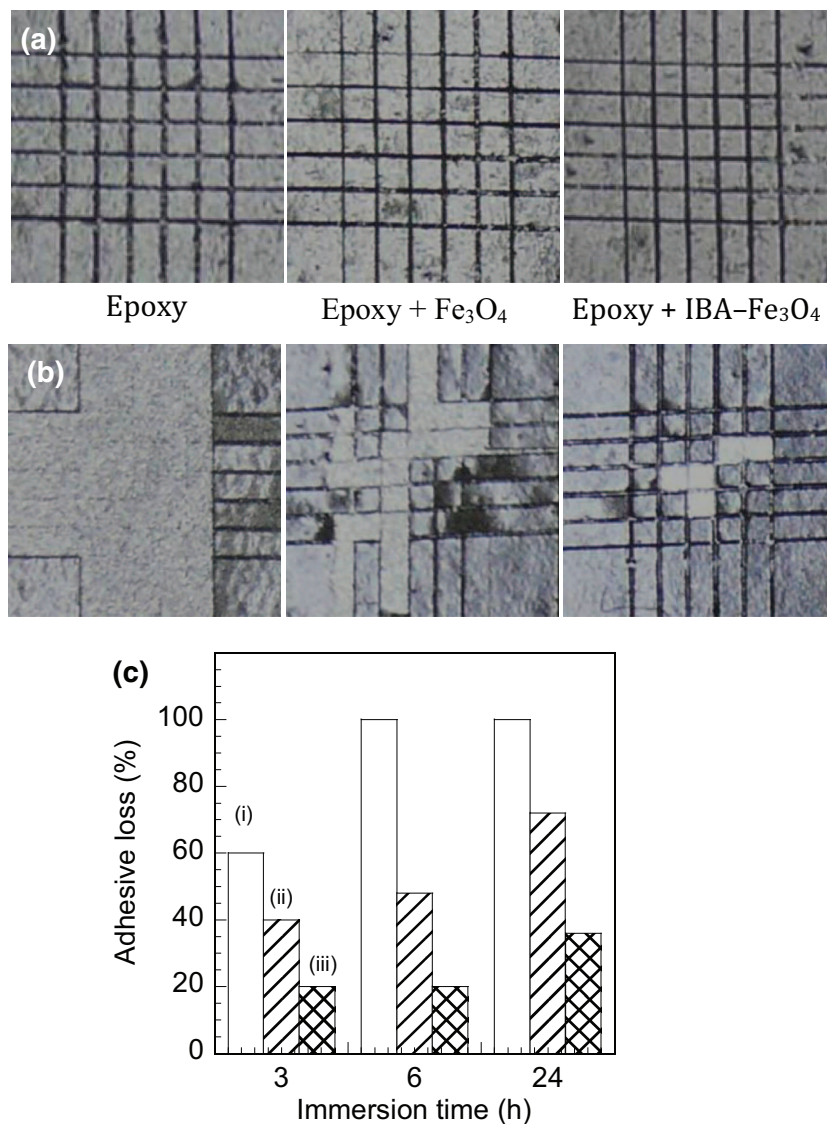 (a)
Epoxy
Epoxy + Fe₃O₄
Epoxy + IBA–Fe₃O₄
(b)
(c)
Adhesive loss (%)
100
80
60
40
20
0
(i)
(ii)
(iii)
3
6
24
Immersion time (h)